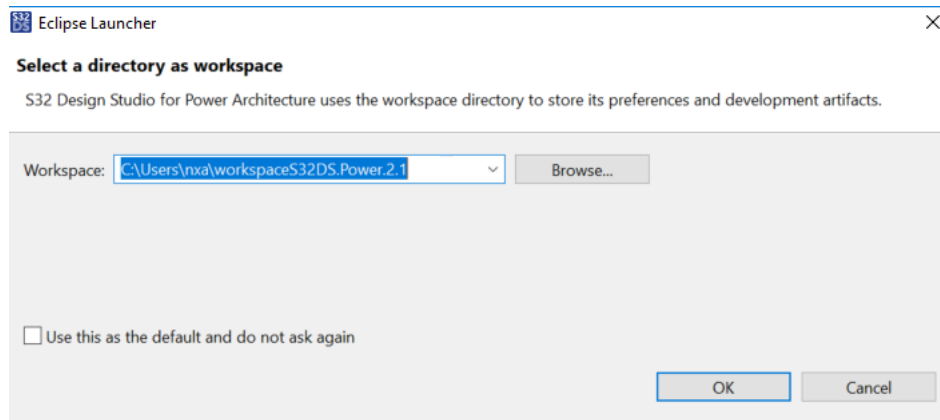 S32
DS Eclipse Launcher
Select a directory as workspace
S32 Design Studio for Power Architecture uses the workspace directory to store its preferences and development artifacts.
Workspace: C:\Users\nxa\workspaceS32DS.Power.2.1 Browse...
Use this as the default and do not ask again
OK Cancel